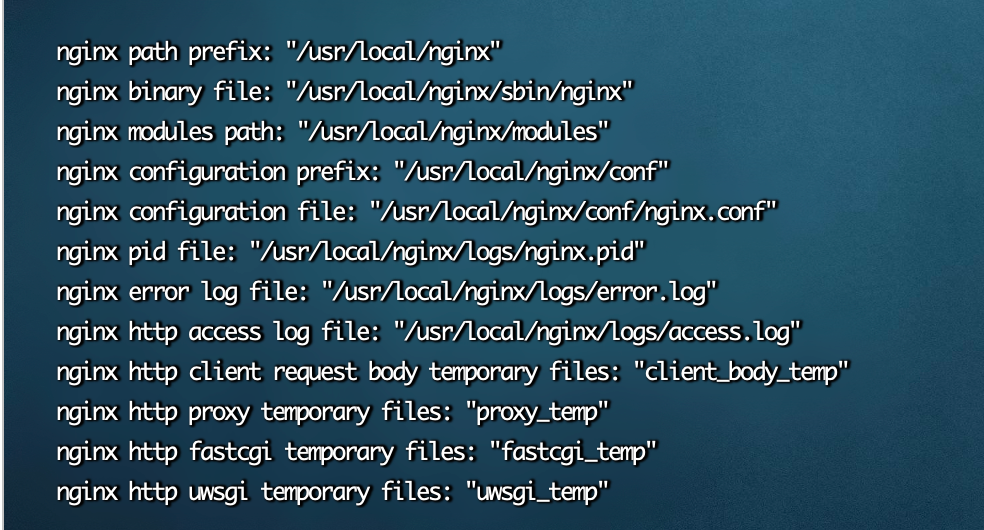 nginx path prefix: "/usr/local/nginx"
nginx binary file: "/usr/local/nginx/sbin/nginx"
nginx modules path: "/usr/local/nginx/modules"
nginx configuration prefix: "/usr/local/nginx/conf"
nginx configuration file: "/usr/local/nginx/conf/nginx.conf"
nginx pid file: "/usr/local/nginx/logs/nginx.pid"
nginx error log file: "/usr/local/nginx/logs/error.log"
nginx http access log file: "/usr/local/nginx/logs/access.log"
nginx http client request body temporary files: "client_body_temp"
nginx http proxy temporary files: "proxy_temp"
nginx http fastcgi temporary files: "fastcgi_temp"
nginx http uwsgi temporary files: "uwsgi_temp"